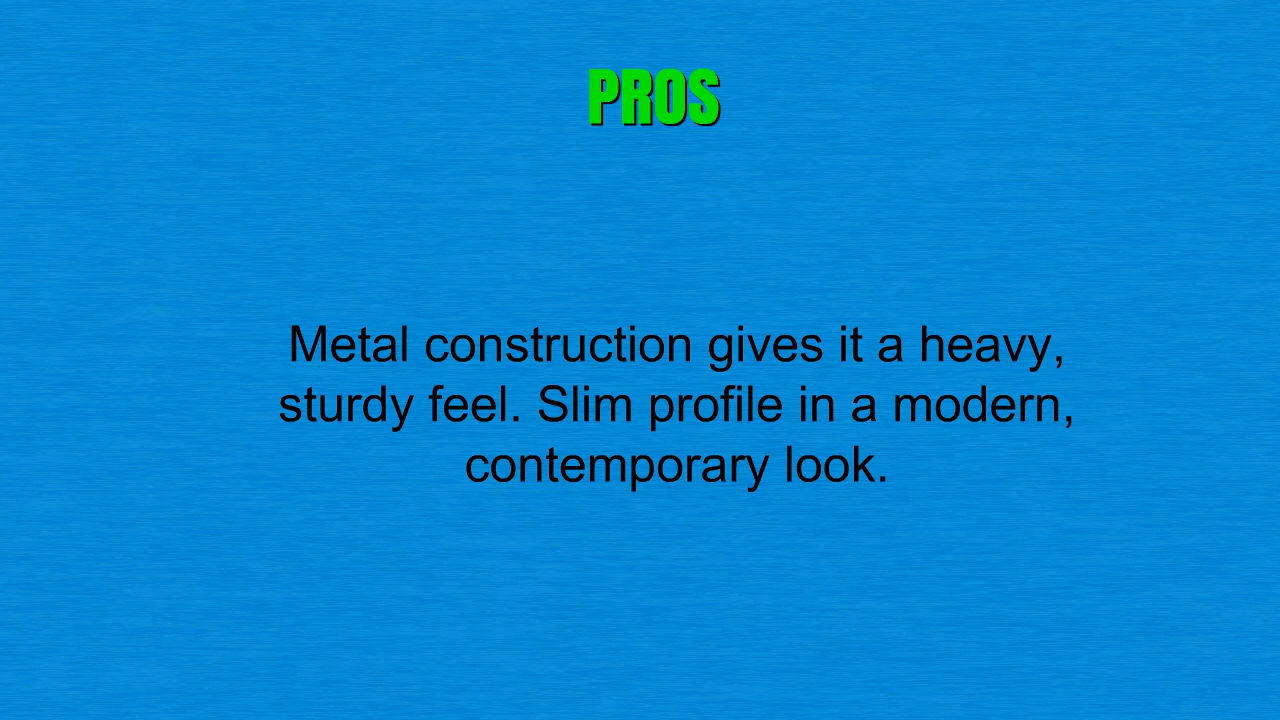 PROS
Metal construction gives it a heavy,
sturdy feel. Slim profile in a modern,
contemporary look.